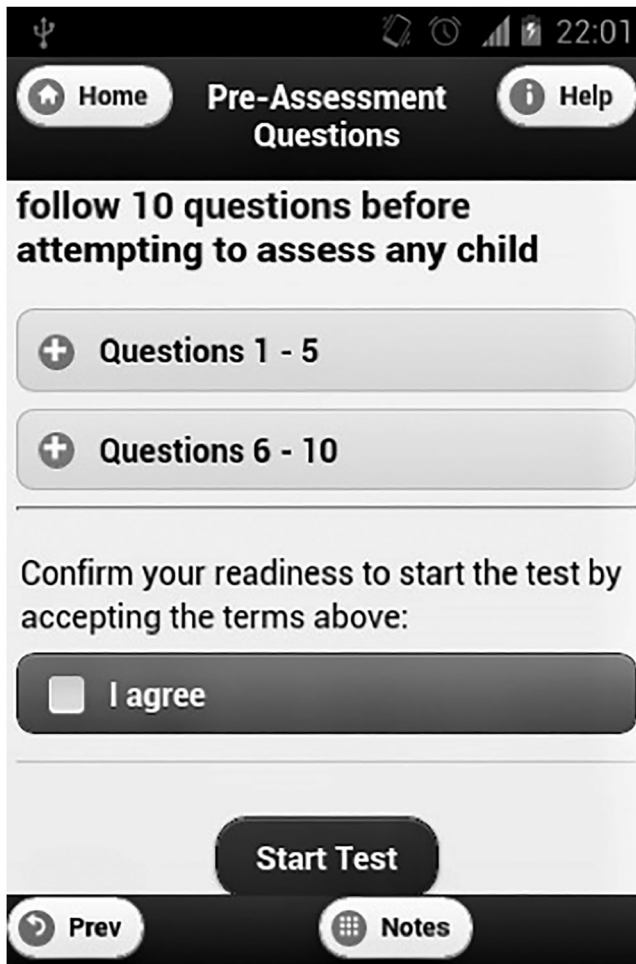 22:01
Home
Pre-Assessment
Questions
Help
follow 10 questions before
attempting to assess any child
Questions 1 - 5
Questions 6 - 10
Confirm your readiness to start the test by
accepting the terms above:
I agree
Start Test
Prev
Notes